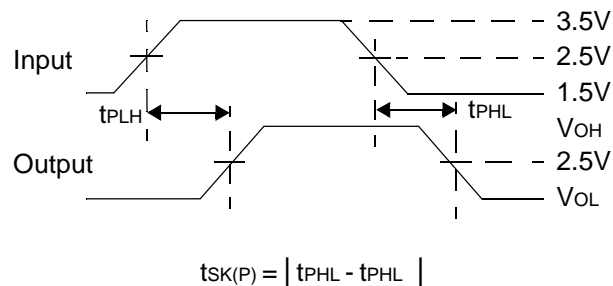 3.5V
Input
2.5V
1.5V
tPLH
tPHL
VOH
Output
2.5V
VOL
tSK(P) = | tPHL - tPHL |